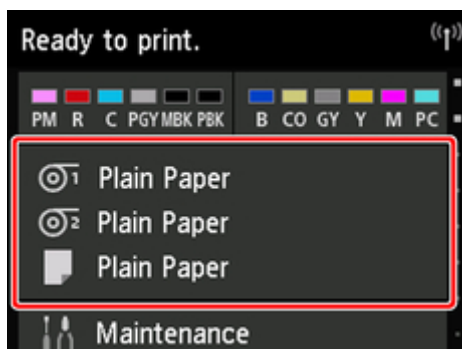 Ready to print.
PM R C PGY MBK PBK B CO GY Y M PC
1 Plain Paper
2 Plain Paper
Plain Paper
Maintenance